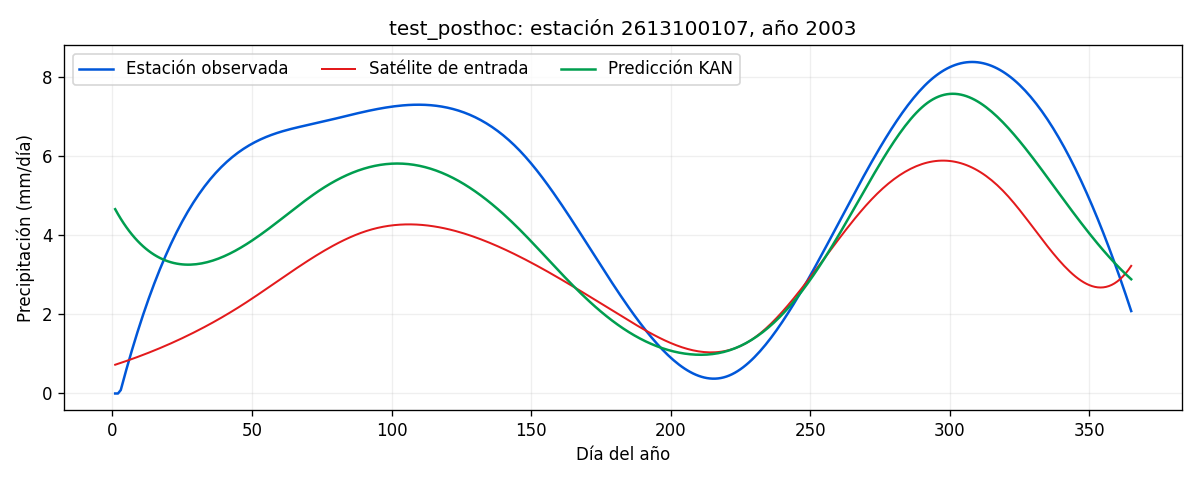 test_posthoc: estación 2613100107, año 2003
Estación observada Satélite de entrada Predicción KAN
Precipitación (mm/día)
8
6
4
2
0
0 50 100 150 200 250 300 350
Día del año